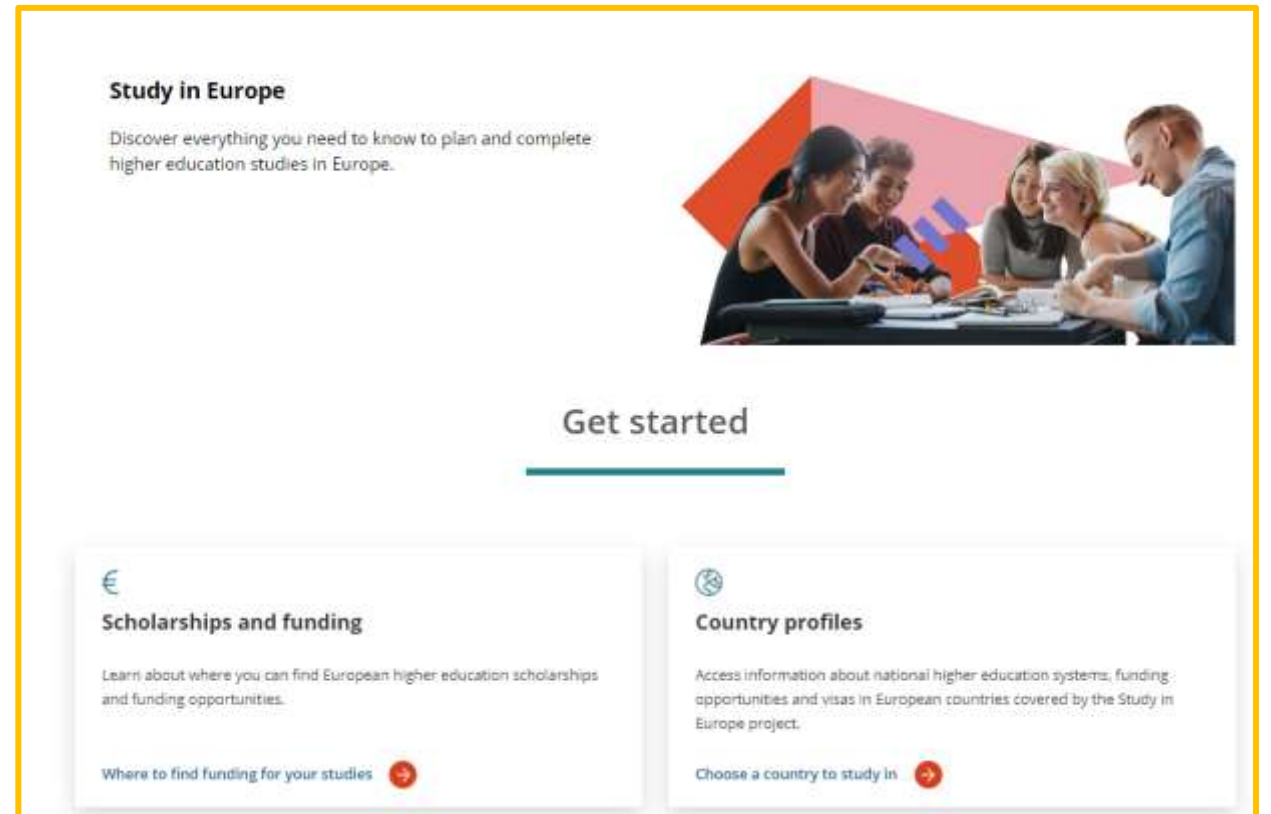 Study in Europe
Discover everything you need to know to plan and complete
higher education studies in Europe.
Get started
€
Scholarships and funding
Learn about where you can find European higher education scholarships
and funding opportunities.
Where to find funding for your studies
Country profiles
Access information about national higher education systems, funding
opportunities and visas in European countries covered by the Study in
Europe project.
Choose a country to study in